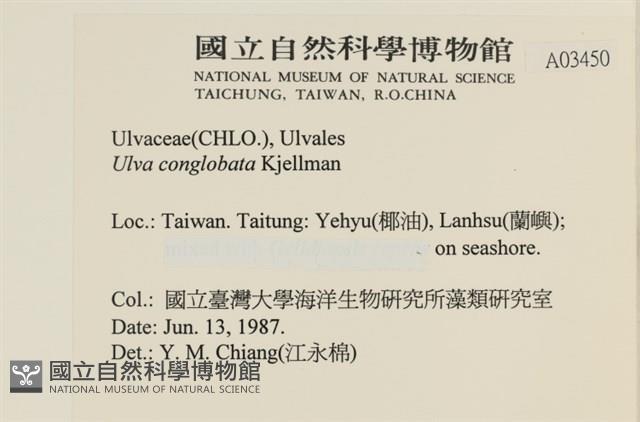 國立自然科學博物館
A03450
NATIONAL MUSEUM OF NATURAL SCIENCE
TAICHUNG, TAIWAN, R.O.CHINA
Ulvaceae(CHLO.), Ulvales
Ulva conglobata Kjellman
Loc.: Taiwan. Taitung: Yehyu(椰油), Lanhsu(蘭嶼);
on seashore.
Col.: 國立臺灣大學海洋生物研究所藻類研究室
Date: Jun. 13, 1987.
Det.: Y. M. Chiang(江永棉)
國立自然科學博物館
NATIONAL MUSEUM OF NATURAL SCIENCE